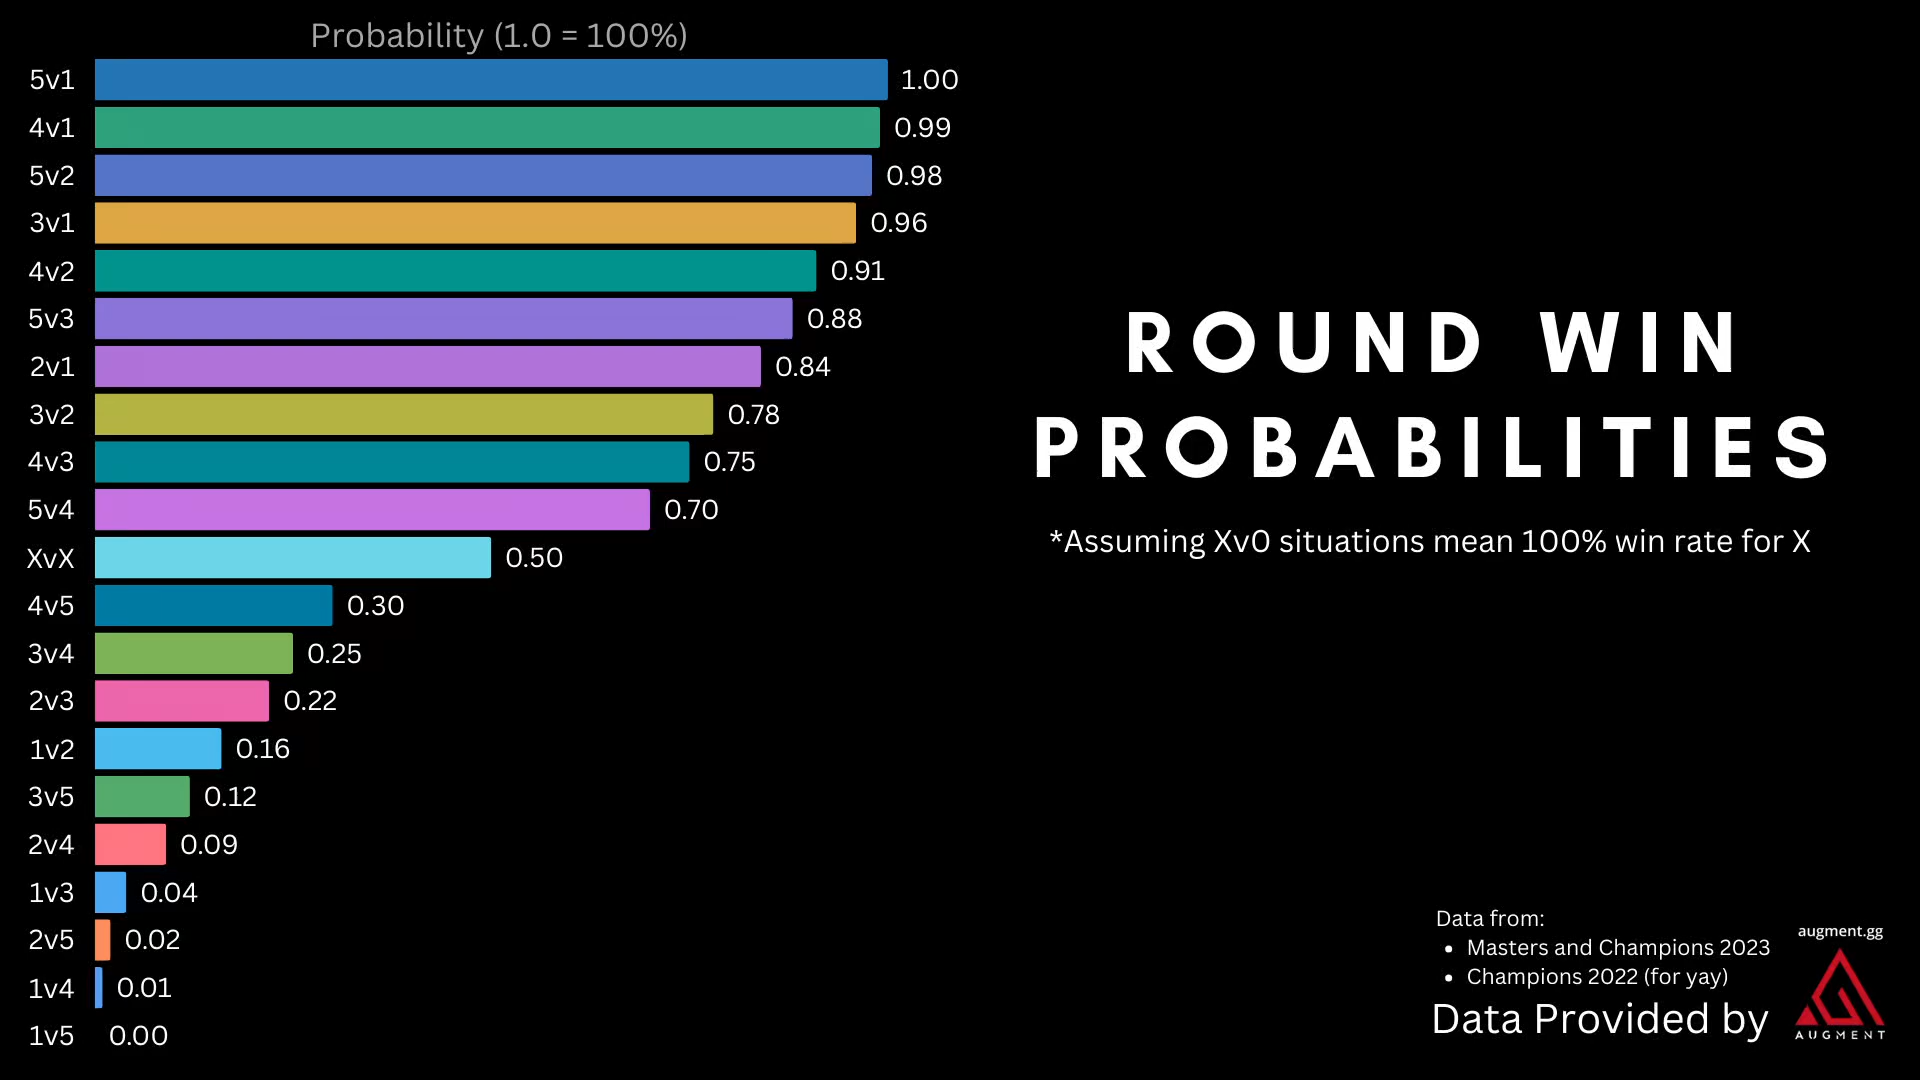 Probability (1.0 = 100%)
5v1 1.00
4v1 0.99
5v2 0.98
3v1 0.96
4v2 0.91
5v3 0.88
2v1 0.84
3v2 0.78
4v3 0.75
5v4 0.70
XvX 0.50
4v5 0.30
3v4 0.25
2v3 0.22
1v2 0.16
3v5 0.12
2v4 0.09
1v3 0.04
2v5 0.02
1v4 0.01
1v5 0.00
ROUND WIN
PROBABILITIES
*Assuming Xv0 situations mean 100% win rate for X
Data from:
• Masters and Champions 2023
• Champions 2022 (for yay)
Data Provided by
augment.gg
AUGMENT